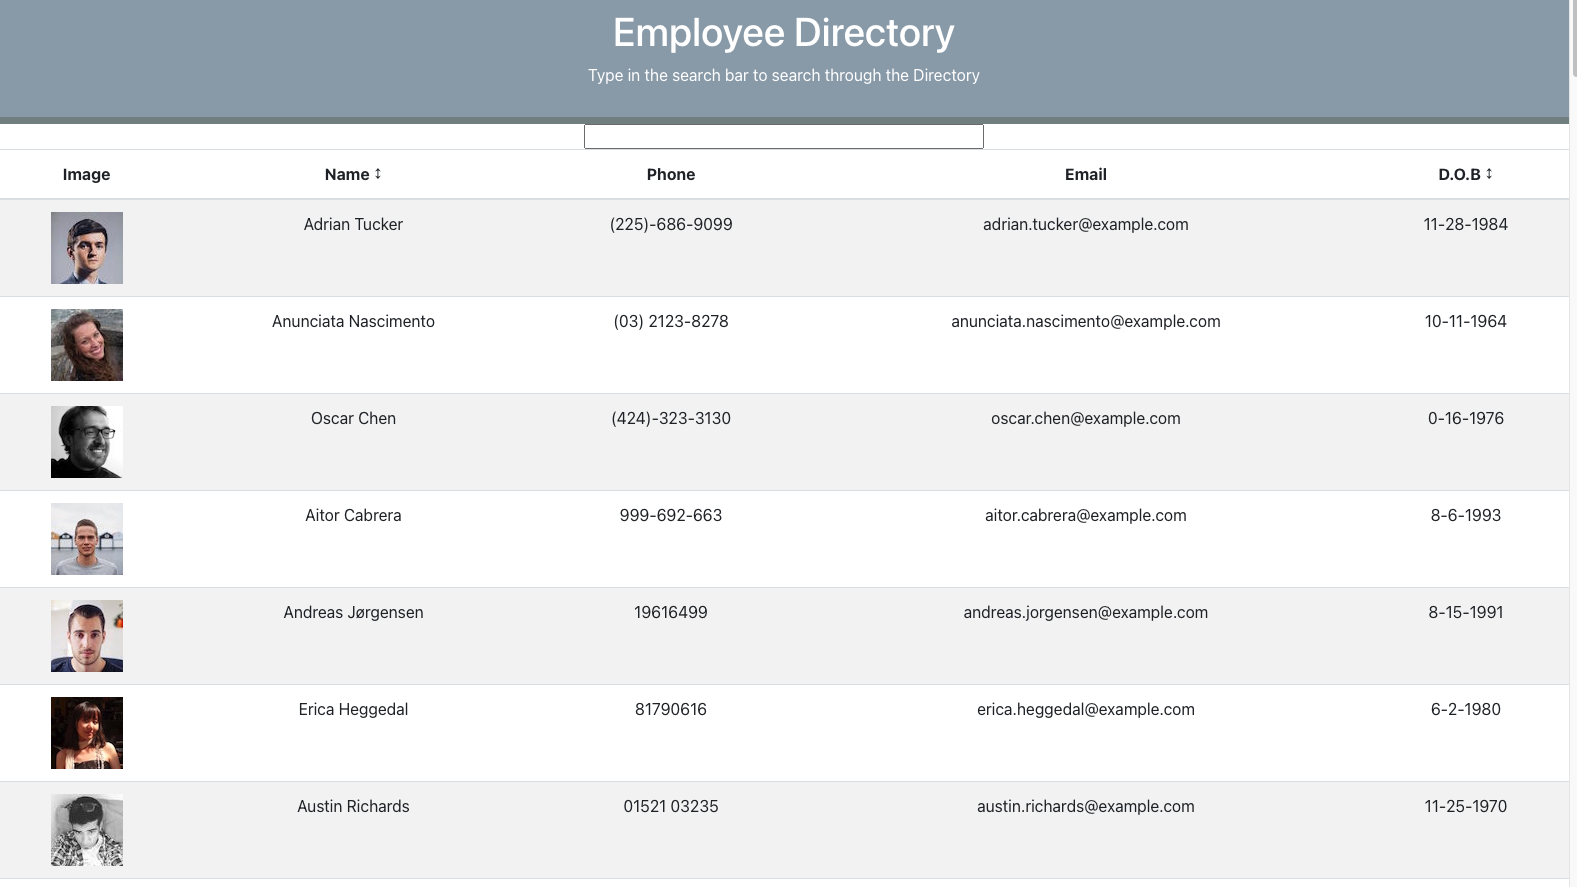 Employee Directory
Type in the search bar to search through the Directory
Image Name ↕ Phone Email D.O.B ↕
Adrian Tucker (225)-686-9099 adrian.tucker@example.com 11-28-1984
Anunciata Nascimento (03) 2123-8278 anunciata.nascimento@example.com 10-11-1964
Oscar Chen (424)-323-3130 oscar.chen@example.com 0-16-1976
Aitor Cabrera 999-692-663 aitor.cabrera@example.com 8-6-1993
Andreas Jørgensen 19616499 andreas.jorgensen@example.com 8-15-1991
Erica Heggedal 81790616 erica.heggedal@example.com 6-2-1980
Austin Richards 01521 03235 austin.richards@example.com 11-25-1970